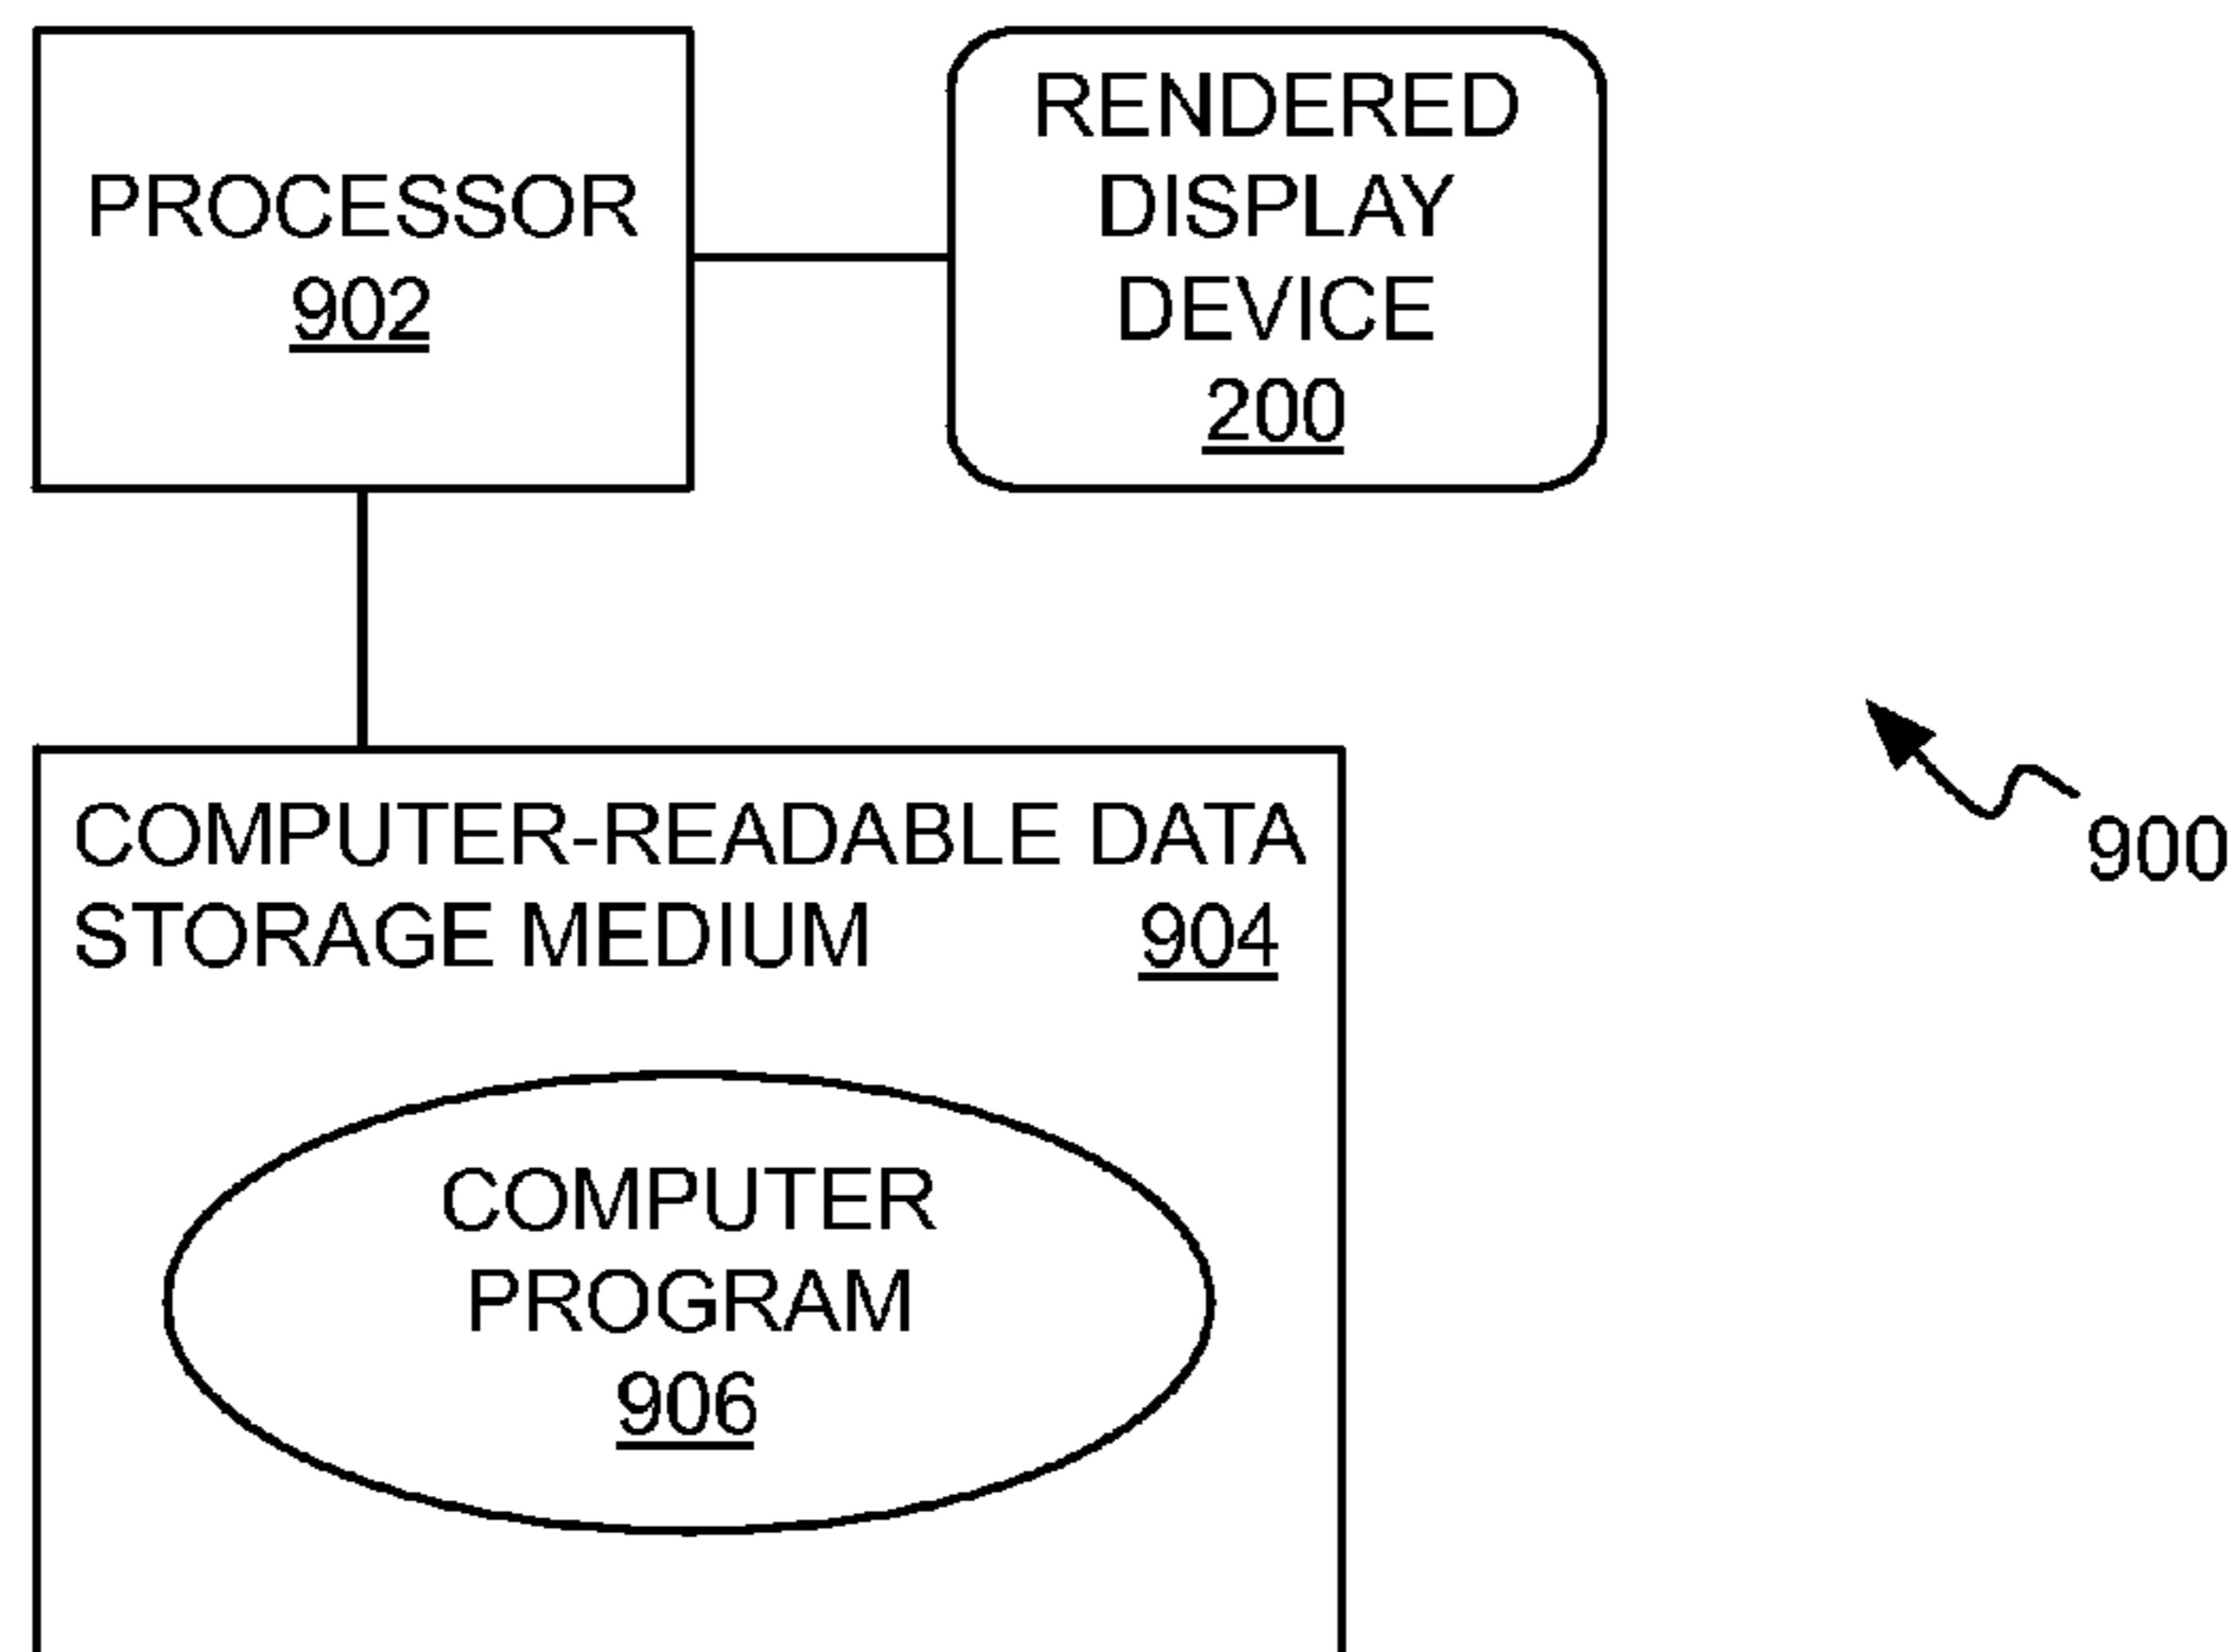 PROCESSOR
902
RENDERED
DISPLAY
DEVICE
200
COMPUTER-READABLE DATA
STORAGE MEDIUM 904
COMPUTER
PROGRAM
906
900